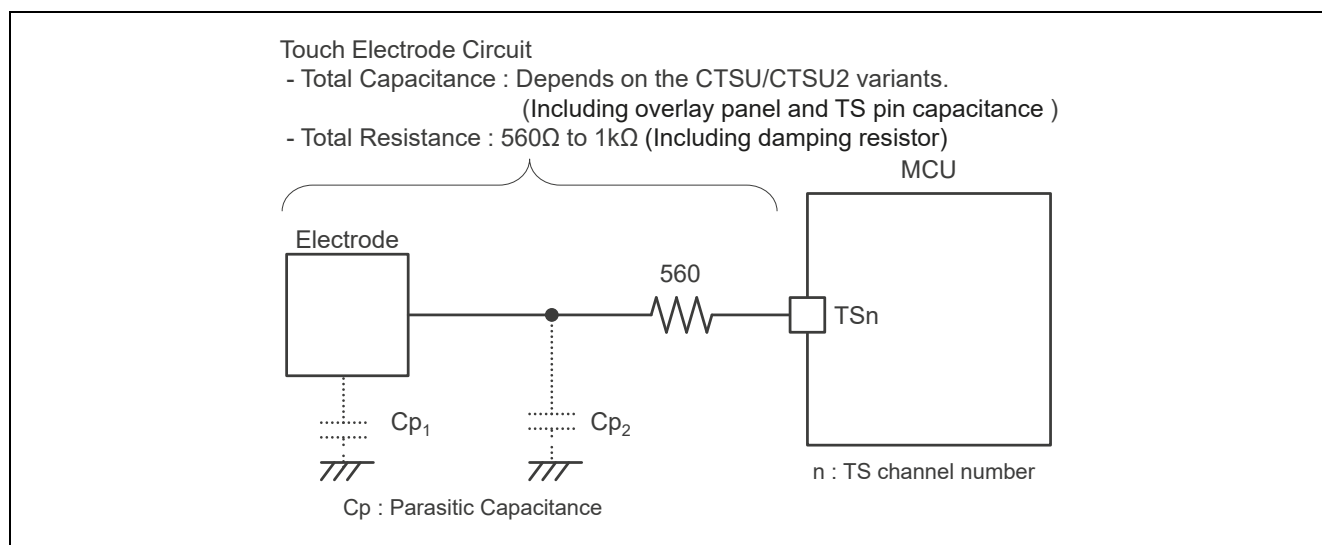 Touch Electrode Circuit
- Total Capacitance : Depends on the CTSU/CTSU2 variants.
(Including overlay panel and TS pin capacitance )
- Total Resistance : 560Ω to 1kΩ (Including damping resistor)
MCU
Electrode
560
TSn
Cp₁
Cp₂
n : TS channel number
Cp : Parasitic Capacitance